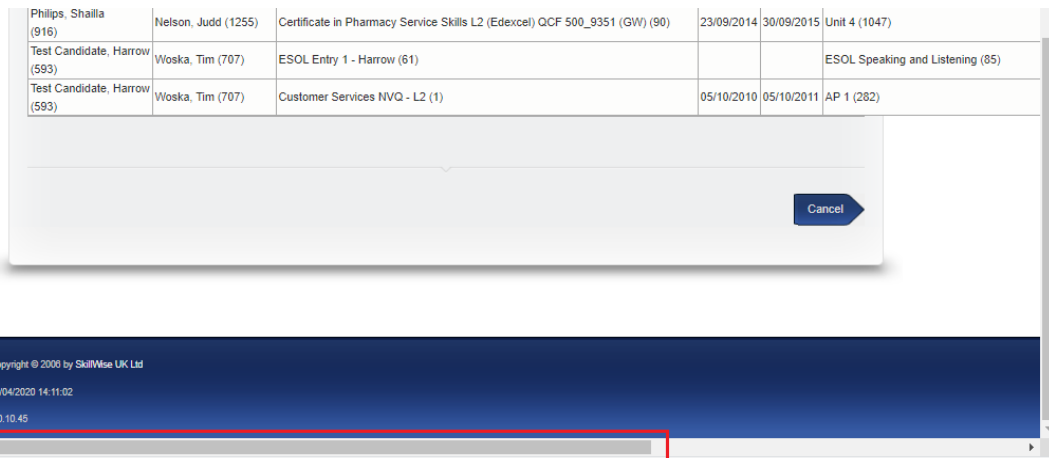 Philips, Shailla
(916)
Nelson, Judd (1255)
Certificate in Pharmacy Service Skills L2 (Edexcel) QCF 500_9351 (GW) (90)
23/09/2014
30/09/2015
Unit 4 (1047)
Test Candidate, Harrow
(593)
Woska, Tim (707)
ESOL Entry 1 - Harrow (61)
ESOL Speaking and Listening (85)
Test Candidate, Harrow
(593)
Woska, Tim (707)
Customer Services NVQ - L2 (1)
05/10/2010
05/10/2011
AP 1 (282)
Cancel
opyright © 2006 by SkillWise UK Ltd
/04/2020 14:11:02
0.10.45